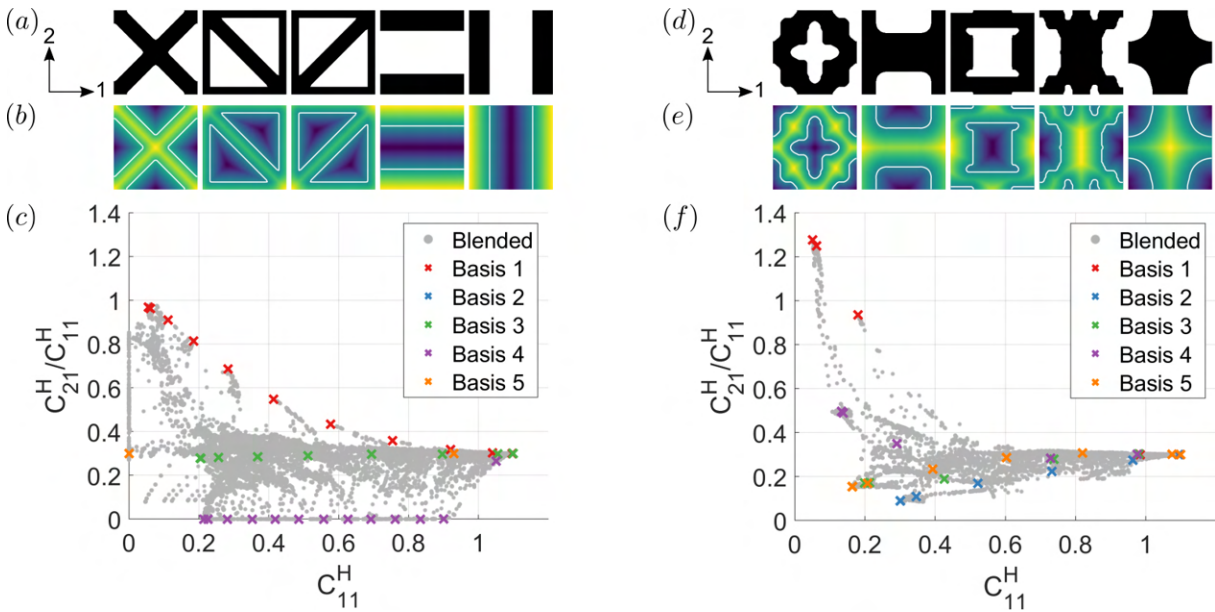 (a)
2
1
(b)
(c)
1.4
1.2
1
0.8
0.6
0.4
0.2
0
C^H_21/C^H_11
0 0.2 0.4 0.6 0.8 1
C^H_11
Blended
Basis 1
Basis 2
Basis 3
Basis 4
Basis 5
(d)
2
1
(e)
(f)
1.4
1.2
1
0.8
0.6
0.4
0.2
0
C^H_21/C^H_11
0 0.2 0.4 0.6 0.8 1
C^H_11
Blended
Basis 1
Basis 2
Basis 3
Basis 4
Basis 5